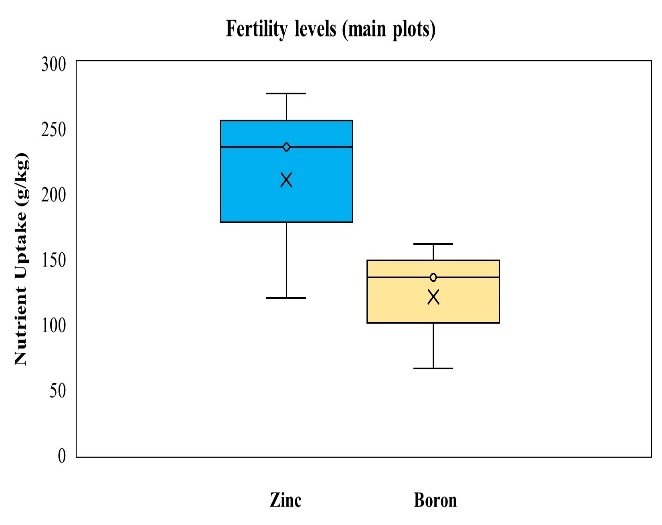 Fertility levels (main plots)
Nutrient Uptake (g/kg)
300
250
200
150
100
50
0
Zinc
Boron